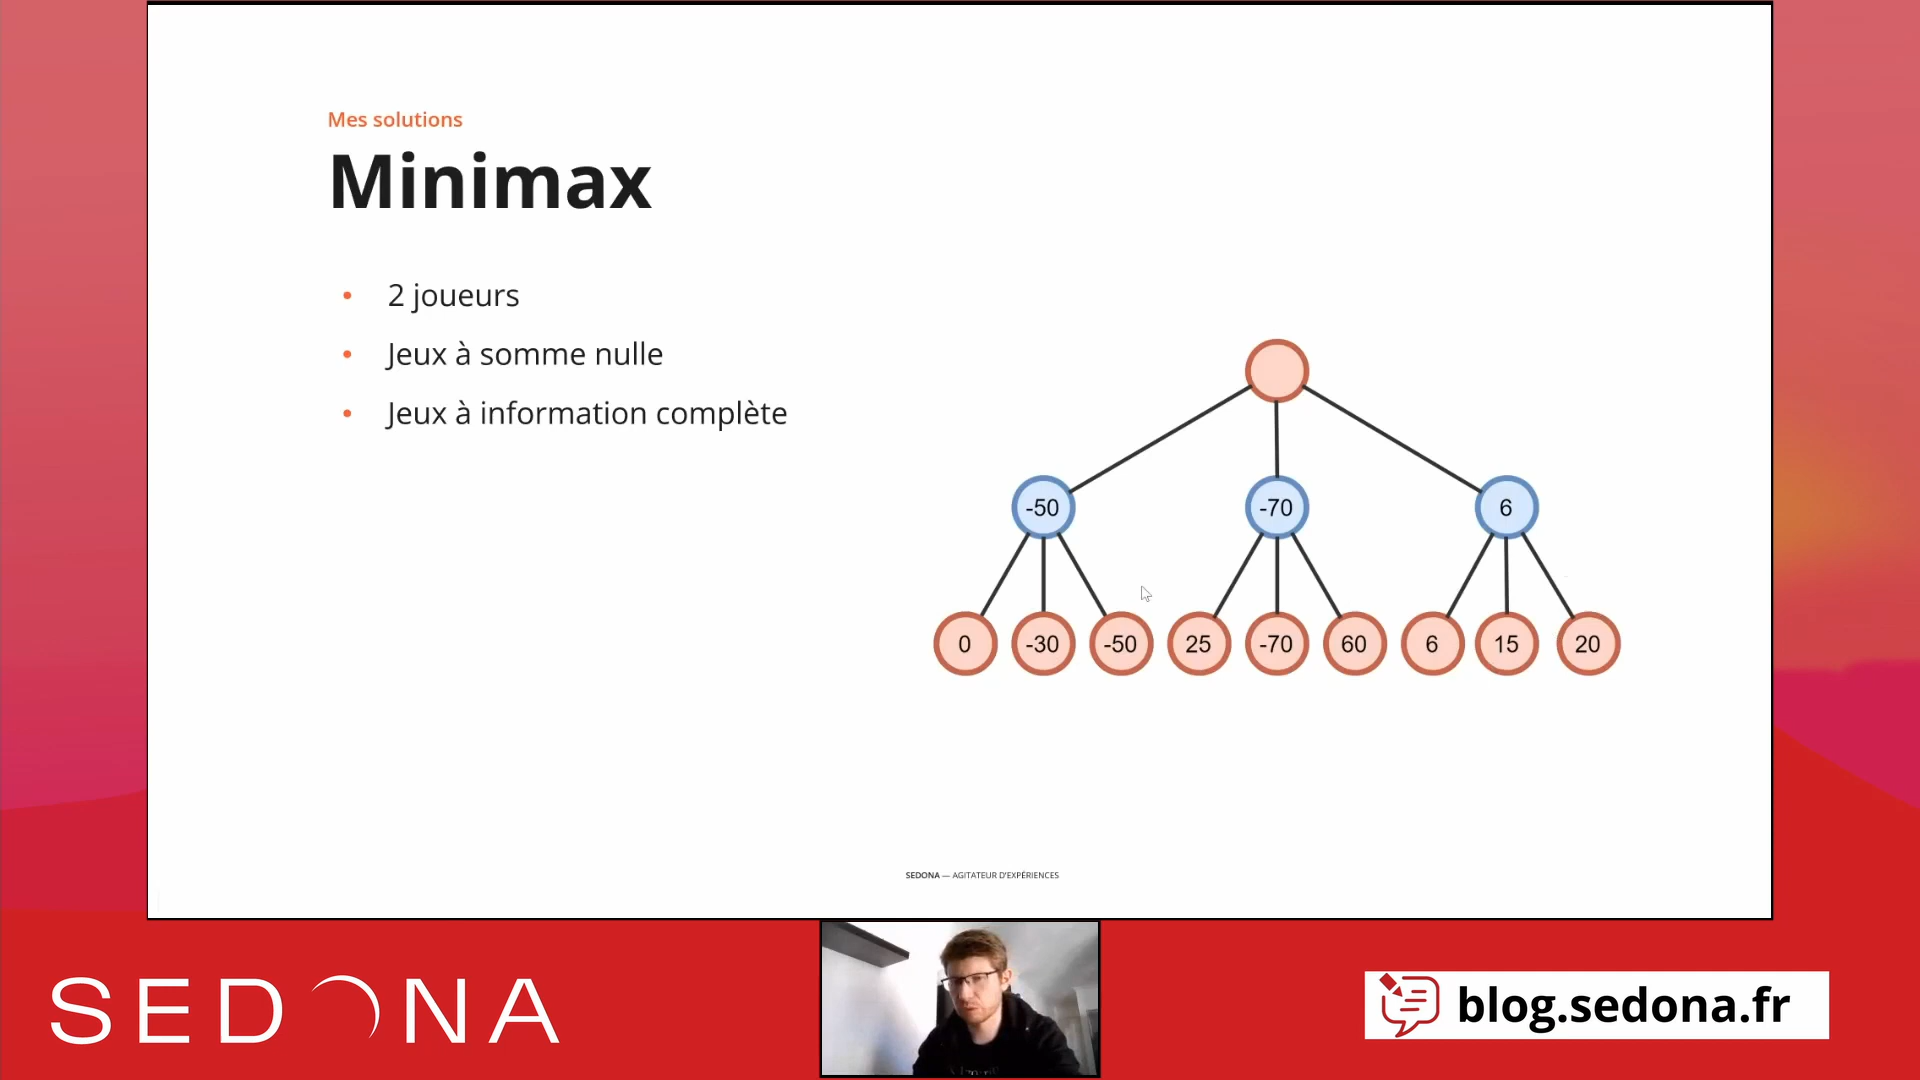 Mes solutions
Minimax
• 2 joueurs
• Jeux à somme nulle
• Jeux à information complète
-50 -70 6
0 -30 -50 25 -70 60 6 15 20
SEDONA — AGITATEUR D'EXPÉRIENCES
SEDONA
blog.sedona.fr